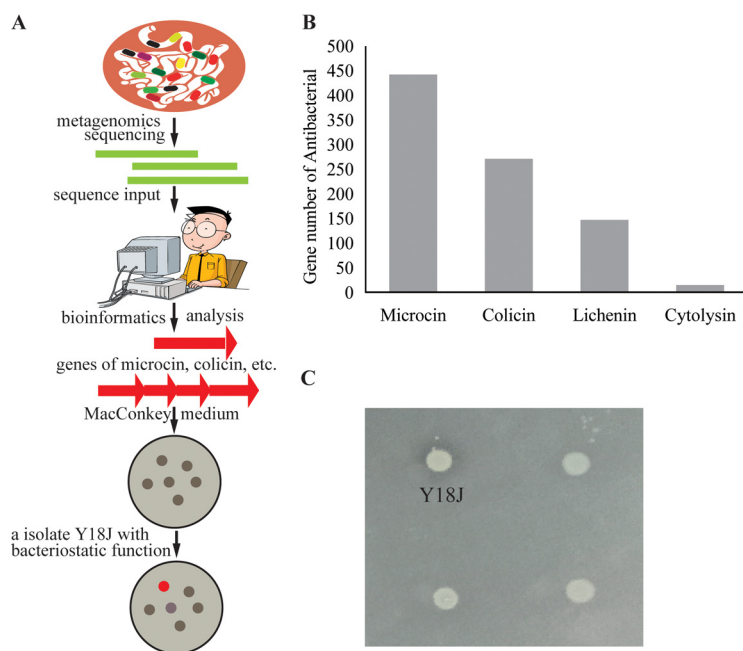 A
metagenomics
sequencing
sequence input
bioinformatics analysis
genes of microcin, colicin, etc.
MacConkey medium
a isolate Y18J with
bacteriostatic function
B
Gene number of Antibacterial
500
450
400
350
300
250
200
150
100
50
0
Microcin Colicin Lichenin Cytolysin
C
Y18J